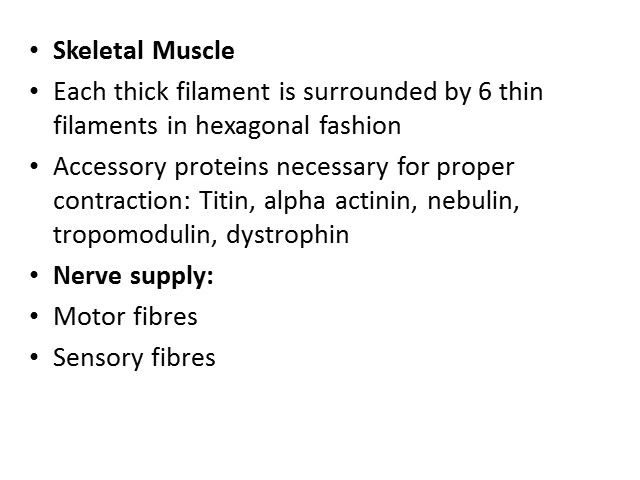 • Skeletal Muscle
• Each thick filament is surrounded by 6 thin
filaments in hexagonal fashion
• Accessory proteins necessary for proper
contraction: Titin, alpha actinin, nebulin,
tropomodulin, dystrophin
• Nerve supply:
• Motor fibres
• Sensory fibres